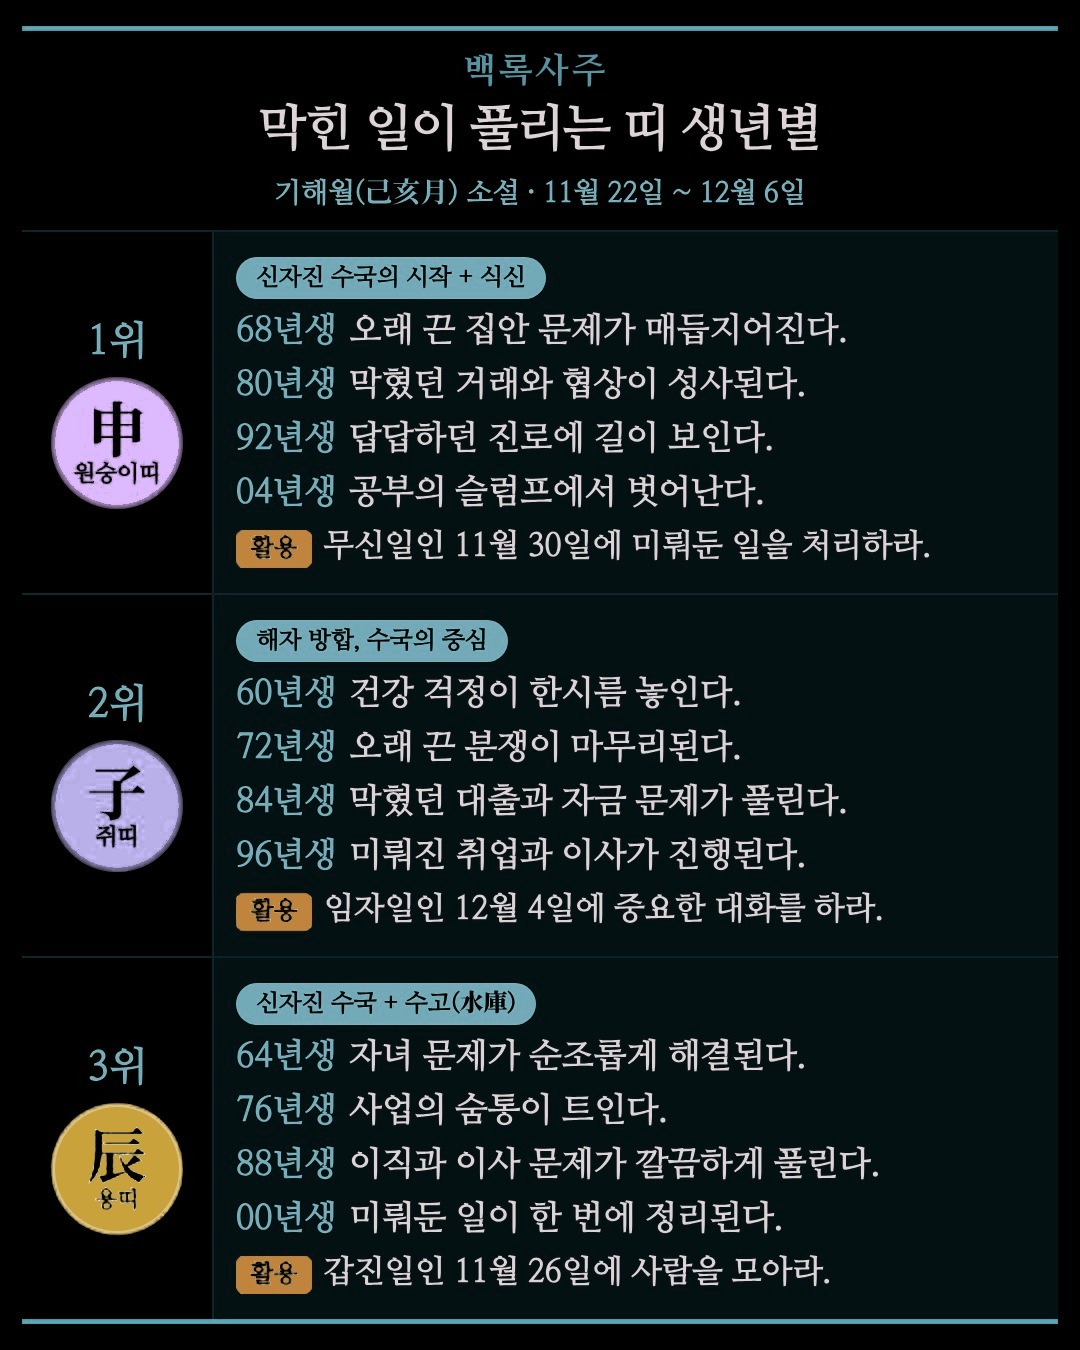 백록사주
막힌 일이 풀리는 띠 생년별
기해월(己亥月) 소설 · 11월 22일 ~ 12월 6일
1위
申
원숭이띠
신자진 수국의 시작 + 식신
68년생 오래 끈 집안 문제가 매듭지어진다.
80년생 막혔던 거래와 협상이 성사된다.
92년생 답답하던 진로에 길이 보인다.
04년생 공부의 슬럼프에서 벗어난다.
활용 무신일인 11월 30일에 미뤄둔 일을 처리하라.
2위
子
쥐띠
해자 방합, 수국의 중심
60년생 건강 걱정이 한시름 놓인다.
72년생 오래 끈 분쟁이 마무리된다.
84년생 막혔던 대출과 자금 문제가 풀린다.
96년생 미뤄진 취업과 이사가 진행된다.
활용 임자일인 12월 4일에 중요한 대화를 하라.
3위
辰
용띠
신자진 수국 + 수고(水庫)
64년생 자녀 문제가 순조롭게 해결된다.
76년생 사업의 숨통이 트인다.
88년생 이직과 이사 문제가 깔끔하게 풀린다.
00년생 미뤄둔 일이 한 번에 정리된다.
활용 갑진일인 11월 26일에 사람을 모아라.